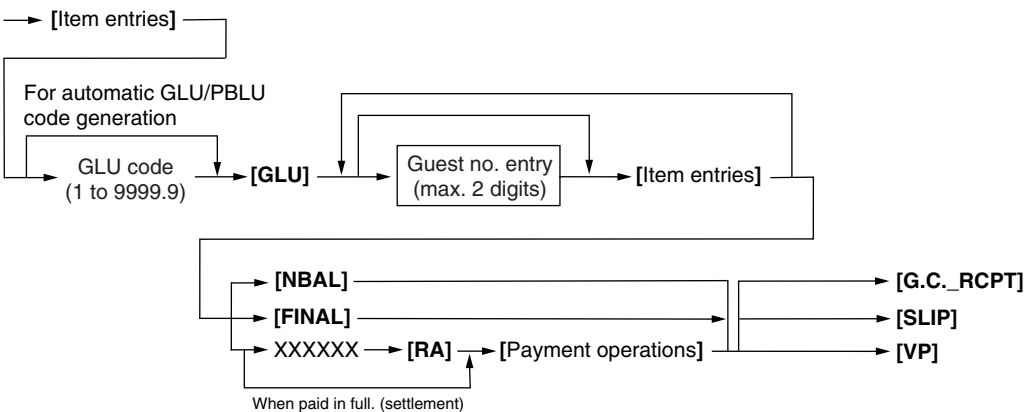 [Item entries]
For automatic GLU/PBLU
code generation
GLU code
(1 to 9999.9)
[GLU]
Guest no. entry
(max. 2 digits)
[Item entries]
[NBAL]
[G.C._RCPT]
[FINAL]
[SLIP]
XXXXXX
[RA]
[Payment operations]
[VP]
When paid in full. (settlement)